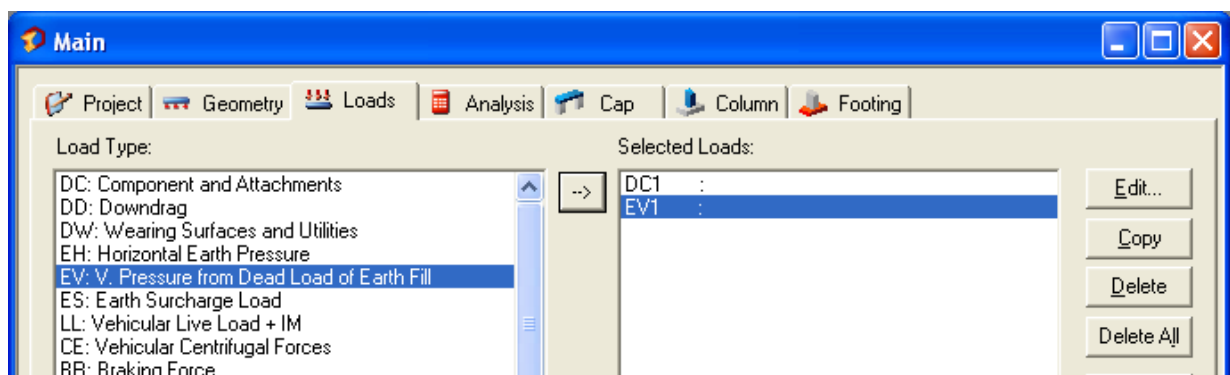 Main
Project Geometry Loads Analysis Cap Column Footing
Load Type:
DC: Component and Attachments
DD: Downdrag
DW: Wearing Surfaces and Utilities
EH: Horizontal Earth Pressure
EV: V. Pressure from Dead Load of Earth Fill
ES: Earth Surcharge Load
LL: Vehicular Live Load + IM
CE: Vehicular Centrifugal Forces
BR: Braking Force
-->
Selected Loads:
DC1 :
EV1 :
Edit...
Copy
Delete
Delete All